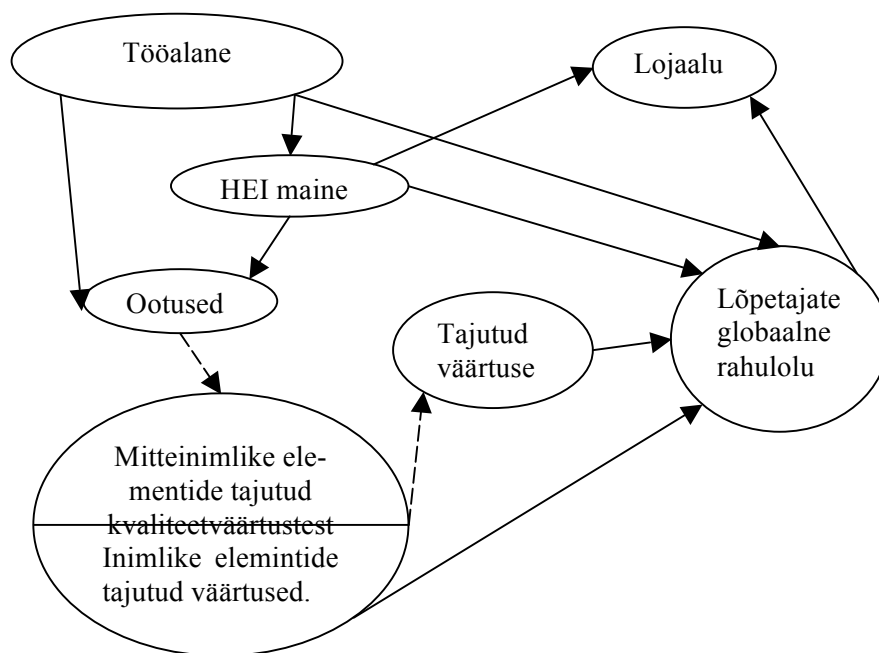 Tööalane
Lojaalu
HEI maine
Ootused
Tajutud
väärtuse
Lõpetajate
globaalne
rahulolu
Mitteinimlike ele-
mentide tajutud
kvaliteetväärtustest
Inimlike elemintide
tajutud väärtused.